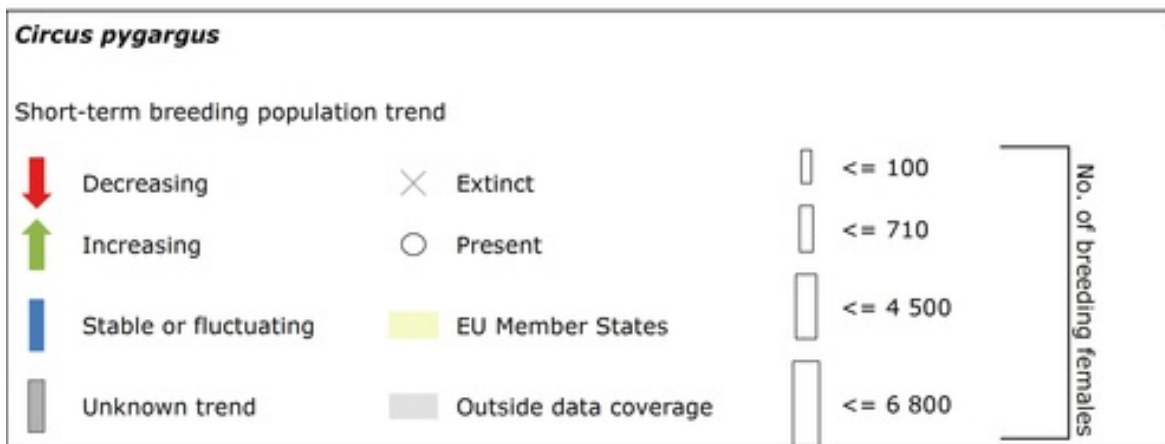 Circus pygargus
Short-term breeding population trend
Decreasing
Extinct
<= 100
Increasing
Present
<= 710
Stable or fluctuating
EU Member States
<= 4 500
Unknown trend
Outside data coverage
<= 6 800
No. of breeding females